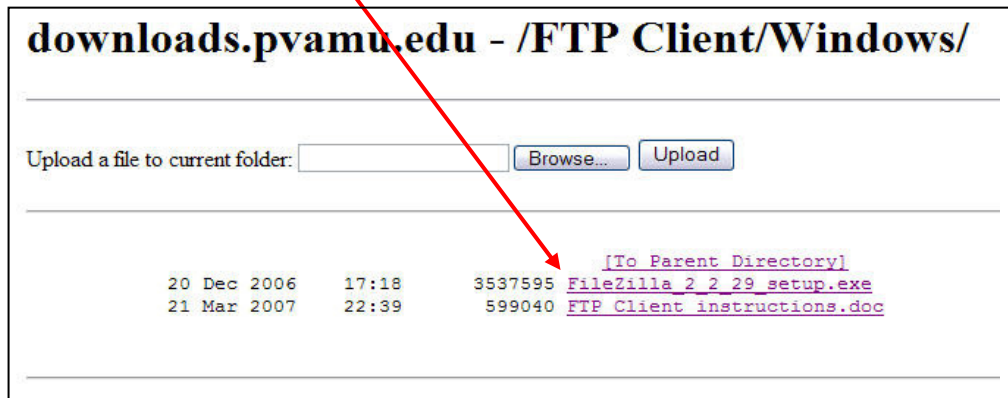 downloads.pvamu.edu - /FTP Client/Windows/
Upload a file to current folder: Browse... Upload
[To Parent Directory]
20 Dec 2006 17:18 3537595 FileZilla_2_2_29_setup.exe
21 Mar 2007 22:39 599040 FTP Client instructions.doc